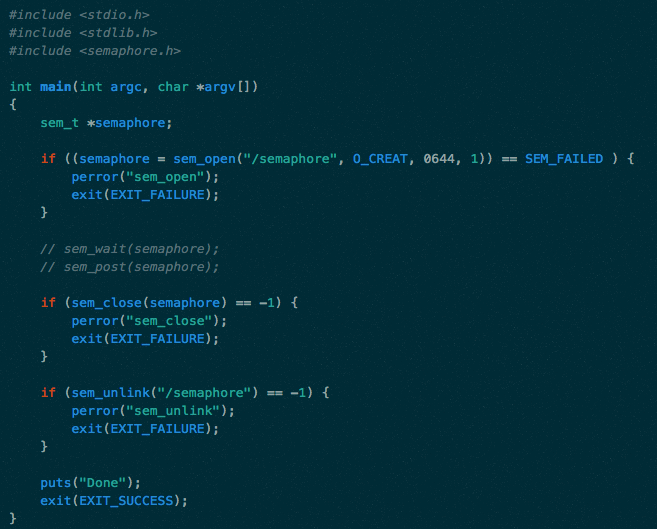 #include <stdio.h>
#include <stdlib.h>
#include <semaphore.h>

int main(int argc, char *argv[])
{
    sem_t *semaphore;

    if ((semaphore = sem_open("/semaphore", O_CREAT, 0644, 1)) == SEM_FAILED ) {
        perror("sem_open");
        exit(EXIT_FAILURE);
    }

    // sem_wait(semaphore);
    // sem_post(semaphore);

    if (sem_close(semaphore) == -1) {
        perror("sem_close");
        exit(EXIT_FAILURE);
    }

    if (sem_unlink("/semaphore") == -1) {
        perror("sem_unlink");
        exit(EXIT_FAILURE);
    }

    puts("Done");
    exit(EXIT_SUCCESS);
}